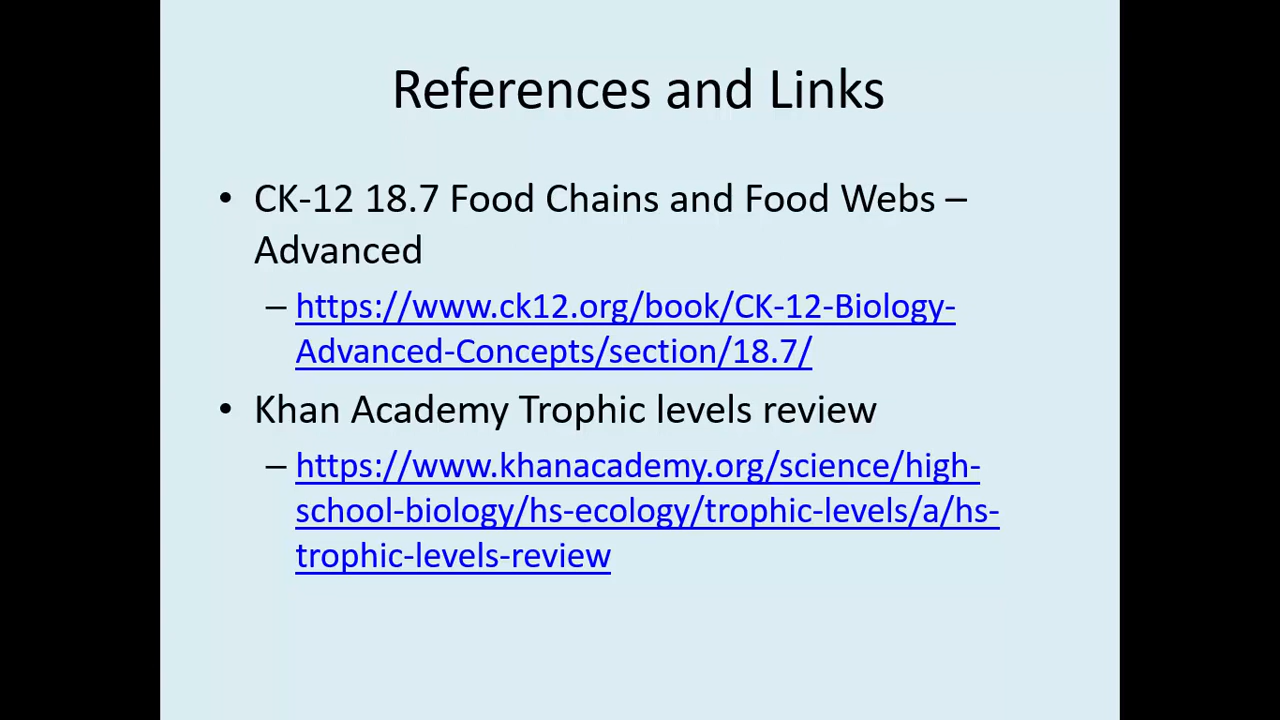 References and Links
• CK-12 18.7 Food Chains and Food Webs –
Advanced
– https://www.ck12.org/book/CK-12-Biology-
Advanced-Concepts/section/18.7/
• Khan Academy Trophic levels review
– https://www.khanacademy.org/science/high-
school-biology/hs-ecology/trophic-levels/a/hs-
trophic-levels-review